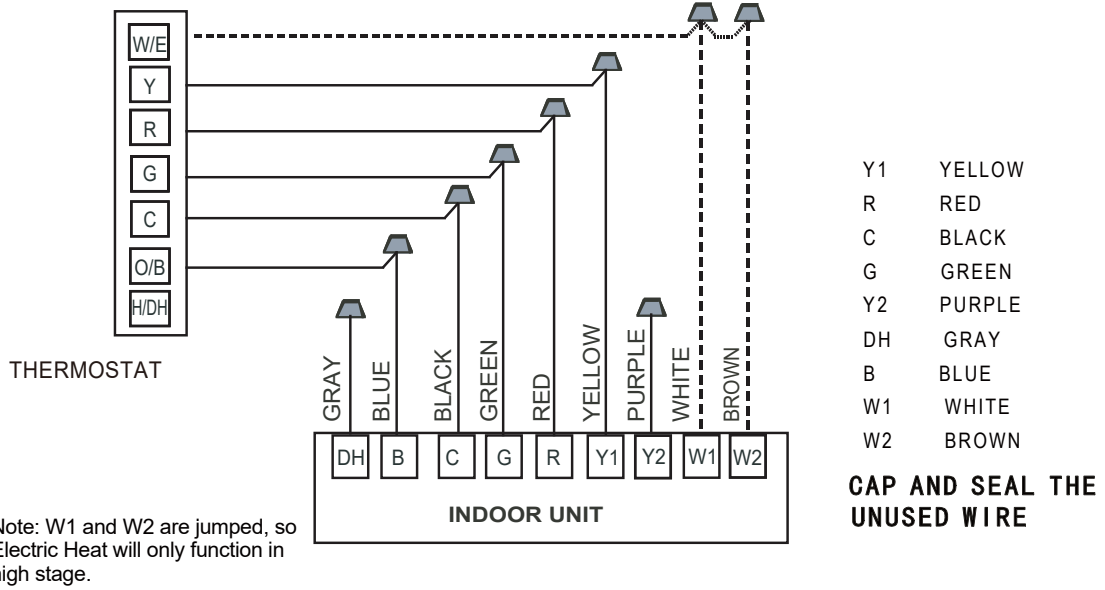 W/E
Y
R
G
C
O/B
H/DH
THERMOSTAT
GRAY
BLUE
BLACK
GREEN
RED
YELLOW
PURPLE
WHITE
BROWN
DH B C G R Y1 Y2 W1 W2
INDOOR UNIT
Y1 YELLOW
R RED
C BLACK
G GREEN
Y2 PURPLE
DH GRAY
B BLUE
W1 WHITE
W2 BROWN
CAP AND SEAL THE
UNUSED WIRE
Note: W1 and W2 are jumped, so
Electric Heat will only function in
high stage.